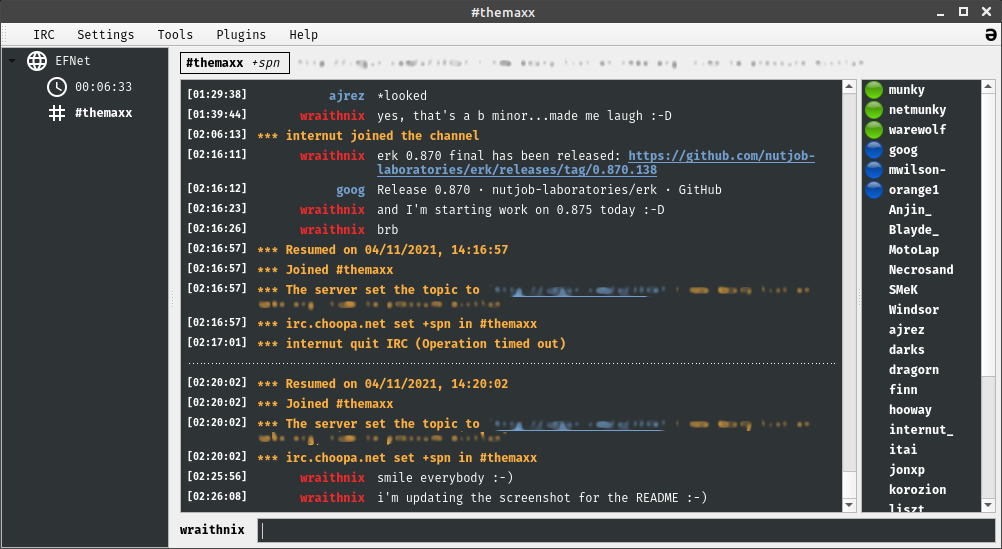 #themaxx
IRC Settings Tools Plugins Help ə
EFNet
00:06:33
#themaxx
#themaxx +spn
[01:29:38] ajrez *looked
[01:39:44] wraithnix yes, that's a b minor...made me laugh :-D
[02:06:13] *** internut joined the channel
[02:16:11] wraithnix erk 0.870 final has been released: https://github.com/nutjob-
laboratories/erk/releases/tag/0.870.138
[02:16:12] goog Release 0.870 · nutjob-laboratories/erk · GitHub
[02:16:23] wraithnix and I'm starting work on 0.875 today :-D
[02:16:26] wraithnix brb
[02:16:57] *** Resumed on 04/11/2021, 14:16:57
[02:16:57] *** Joined #themaxx
[02:16:57] *** The server set the topic to
[02:16:57] *** irc.choopa.net set +spn in #themaxx
[02:17:01] *** internut quit IRC (Operation timed out)
[02:20:02] *** Resumed on 04/11/2021, 14:20:02
[02:20:02] *** Joined #themaxx
[02:20:02] *** The server set the topic to
[02:20:02] *** irc.choopa.net set +spn in #themaxx
[02:25:56] wraithnix smile everybody :-)
[02:26:08] wraithnix i'm updating the screenshot for the README :-)
munky
netmunky
warewolf
goog
mwilson-
orange1
Anjin_
Blayde_
MotoLap
Necrosand
SMeK
Windsor
ajrez
darks
dragorn
finn
hooway
internut_
itai
jonxp
korozion
liszt
wraithnix